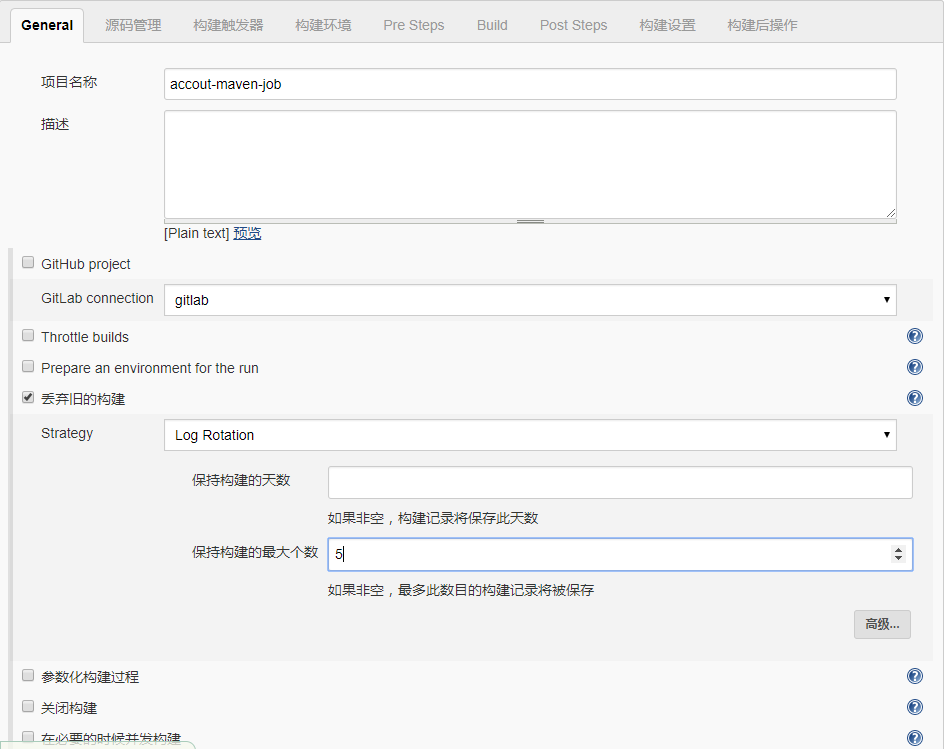 General 源码管理 构建触发器 构建环境 Pre Steps Build Post Steps 构建设置 构建后操作
项目名称 accout-maven-job
描述
[Plain text] 预览
GitHub project
GitLab connection gitlab
Throttle builds
Prepare an environment for the run
丢弃旧的构建
Strategy Log Rotation
保持构建的天数
如果非空，构建记录将保存此天数
保持构建的最大个数 5
如果非空，最多此数目的构建记录将被保存
高级...
参数化构建过程
关闭构建
在必要的时候并发构建